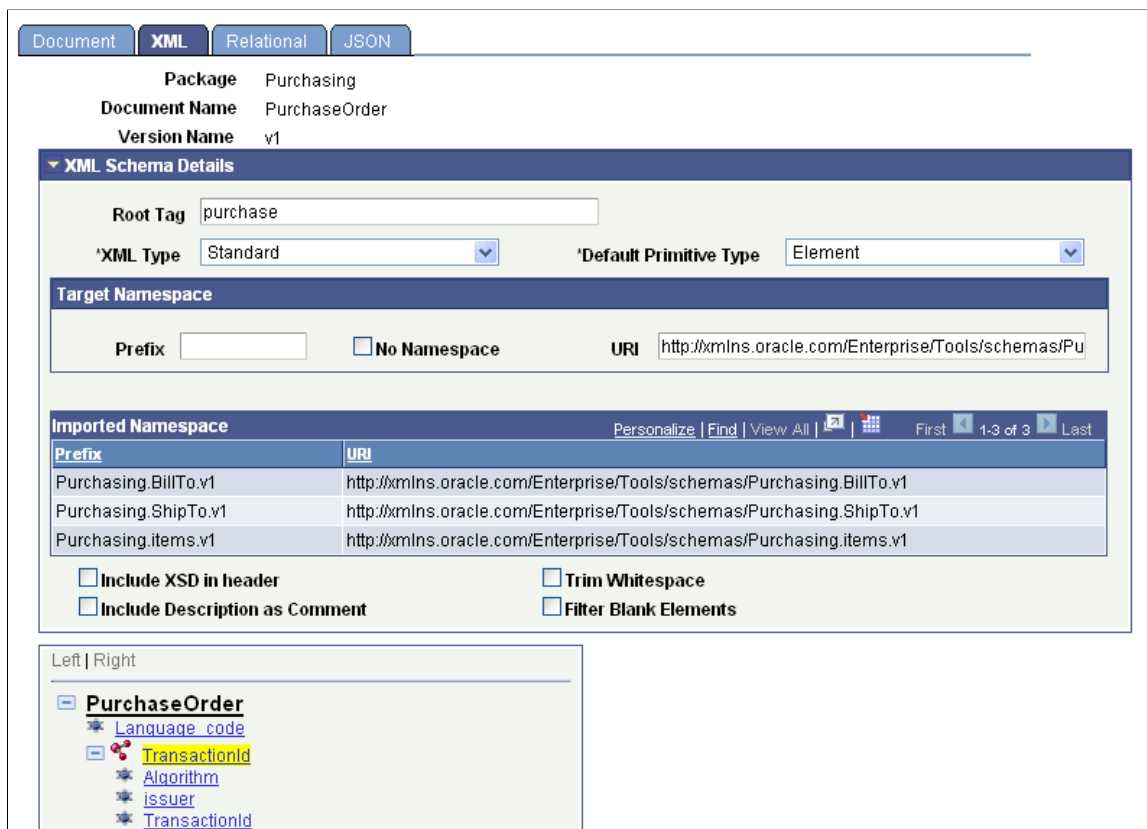 Document XML Relational JSON
Package Purchasing
Document Name PurchaseOrder
Version Name v1
XML Schema Details
Root Tag purchase
*XML Type Standard *Default Primitive Type Element
Target Namespace
Prefix No Namespace URI http://xmlns.oracle.com/Enterprise/Tools/schemas/Pu
Imported Namespace Personalize | Find | View All | | First 1-3 of 3 Last
Prefix URI
Purchasing.BillTo.v1 http://xmlns.oracle.com/Enterprise/Tools/schemas/Purchasing.BillTo.v1
Purchasing.ShipTo.v1 http://xmlns.oracle.com/Enterprise/Tools/schemas/Purchasing.ShipTo.v1
Purchasing.items.v1 http://xmlns.oracle.com/Enterprise/Tools/schemas/Purchasing.items.v1
Include XSD in header Trim Whitespace
Include Description as Comment Filter Blank Elements
Left | Right
PurchaseOrder
Language_code
TransactionId
Algorithm
issuer
TransactionId